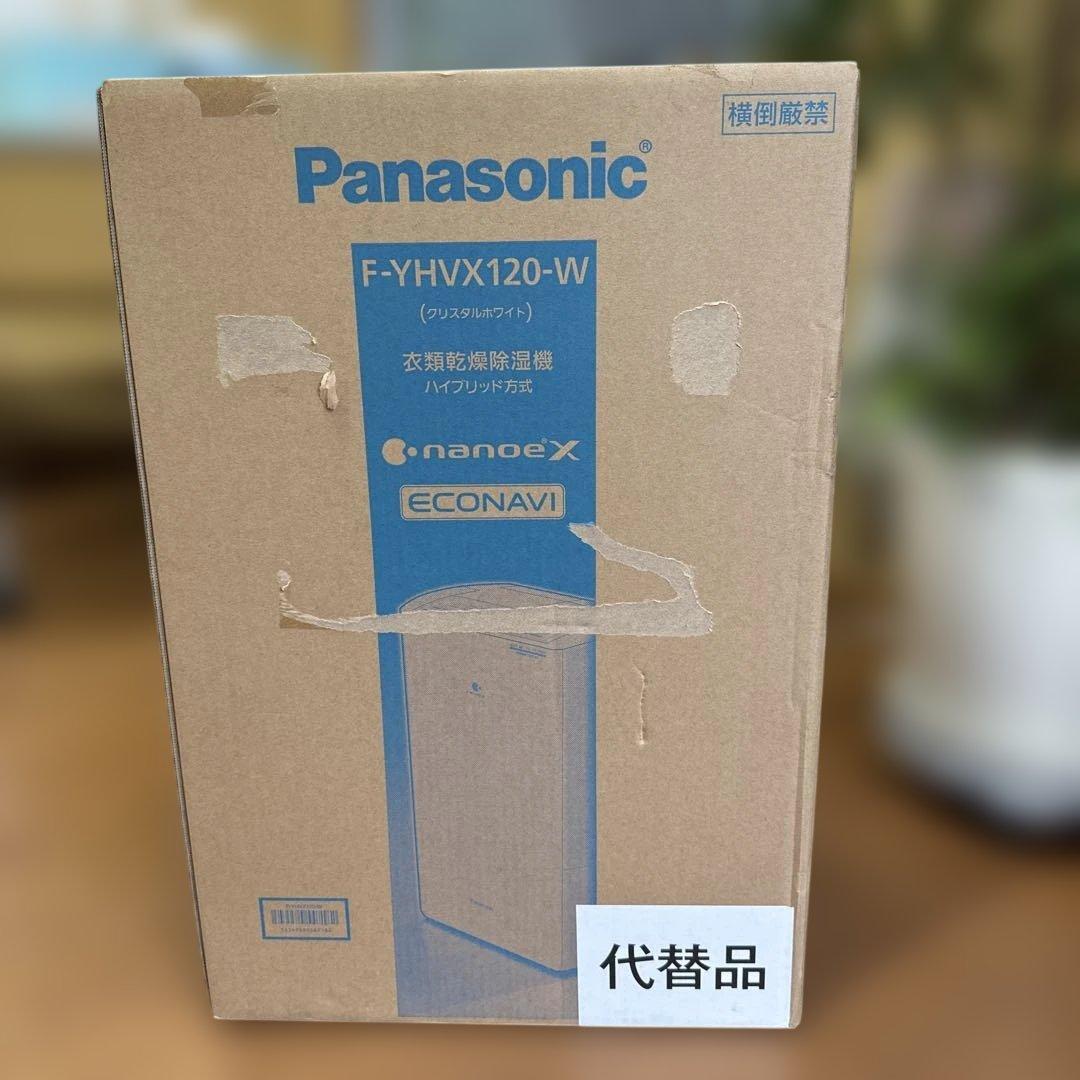 横倒厳禁
Panasonic®
F-YHVX120-W
(クリスタルホワイト)
衣類乾燥除湿機
ハイブリッド方式
nanoe®X
ECONAVI
代替品